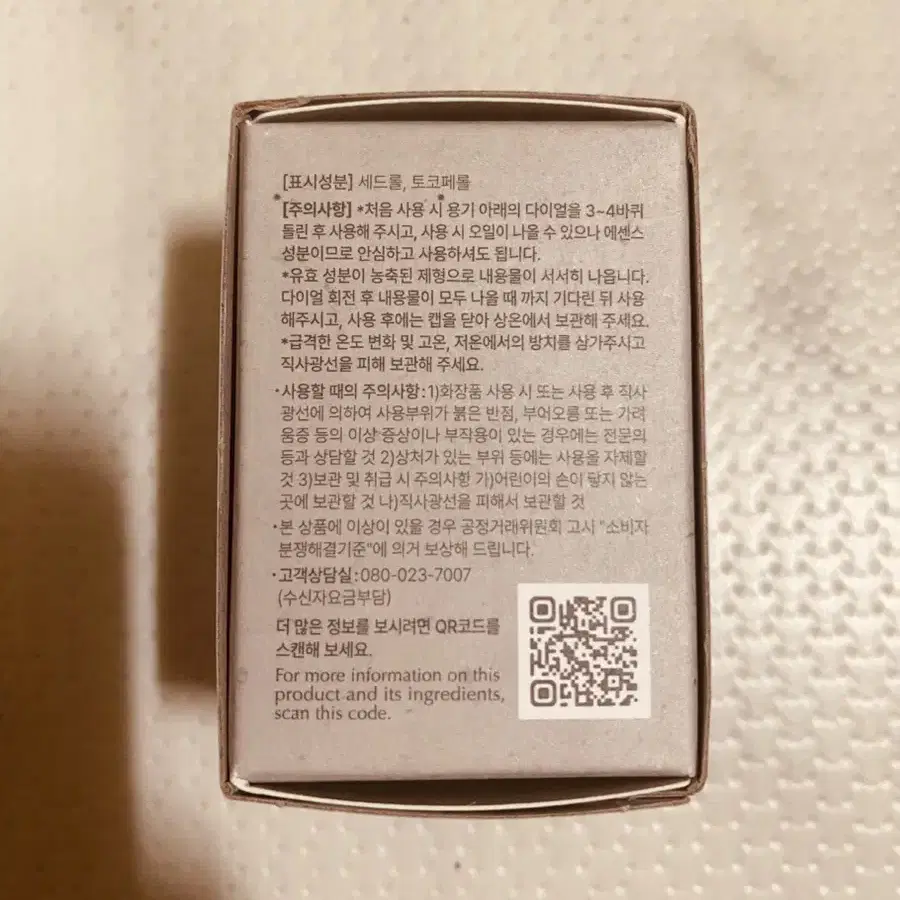 [표시성분] 세드롤, 토코페롤
[주의사항] *처음 사용 시 용기 아래의 다이얼을 3~4바퀴
돌린 후 사용해 주시고, 사용 시 오일이 나올 수 있으나 에센스
성분이므로 안심하고 사용하셔도 됩니다.
*유효 성분이 농축된 제형으로 내용물이 서서히 나옵니다.
다이얼 회전 후 내용물이 모두 나올 때 까지 기다린 뒤 사용
해주시고, 사용 후에는 캡을 닫아 상온에서 보관해 주세요.
*급격한 온도 변화 및 고온, 저온에서의 방치를 삼가주시고
직사광선을 피해 보관해 주세요.
·사용할 때의 주의사항:1)화장품 사용 시 또는 사용 후 직사
광선에 의하여 사용부위가 붉은 반점, 부어오름 또는 가려
움증 등의 이상 증상이나 부작용이 있는 경우에는 전문의
등과 상담할 것 2)상처가 있는 부위 등에는 사용을 자제할
것 3)보관 및 취급 시 주의사항 가)어린이의 손이 닿지 않는
곳에 보관할 것 나)직사광선을 피해서 보관할 것
·본 상품에 이상이 있을 경우 공정거래위원회 고시 "소비자
분쟁해결기준"에 의거 보상해 드립니다.
·고객상담실:080-023-7007
(수신자요금부담)
더 많은 정보를 보시려면 QR코드를
스캔해 보세요.
For more information on this
product and its ingredients,
scan this code.